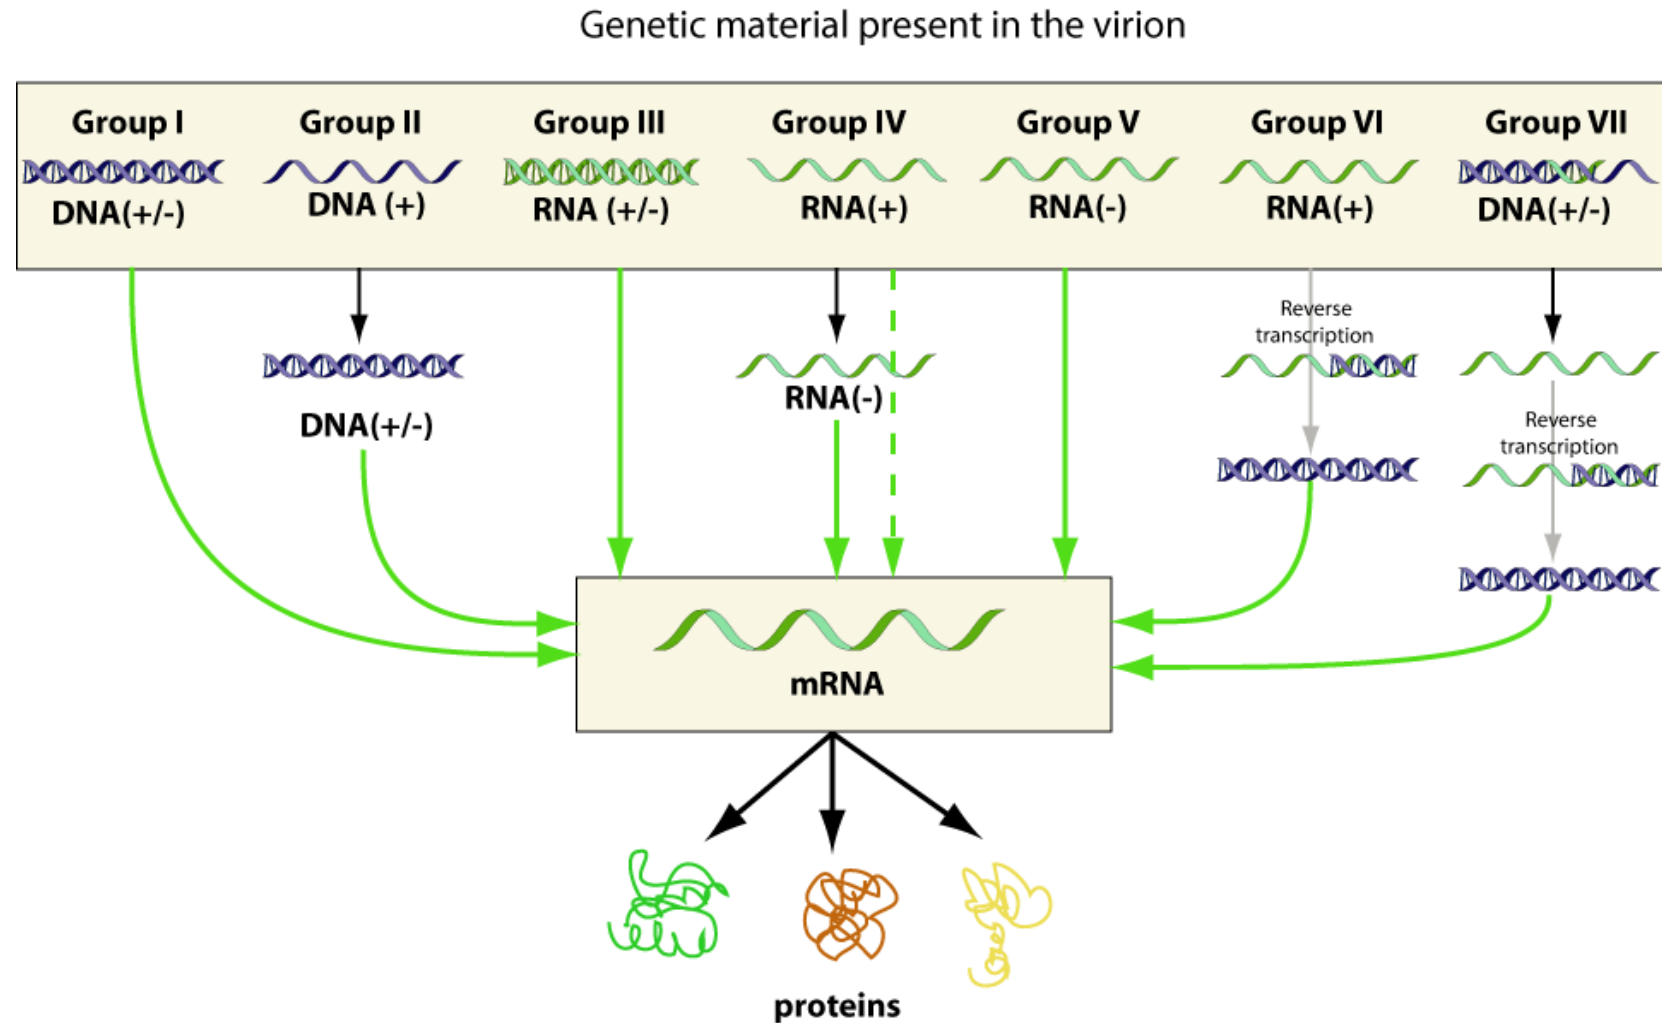 Genetic material present in the virion
Group I
Group II
Group III
Group IV
Group V
Group VI
Group VII
DNA(+/-)
DNA (+)
RNA (+/-)
RNA(+)
RNA(-)
RNA(+)
DNA(+/-)
Reverse
transcription
DNA(+/-)
RNA(-)
Reverse
transcription
mRNA
proteins